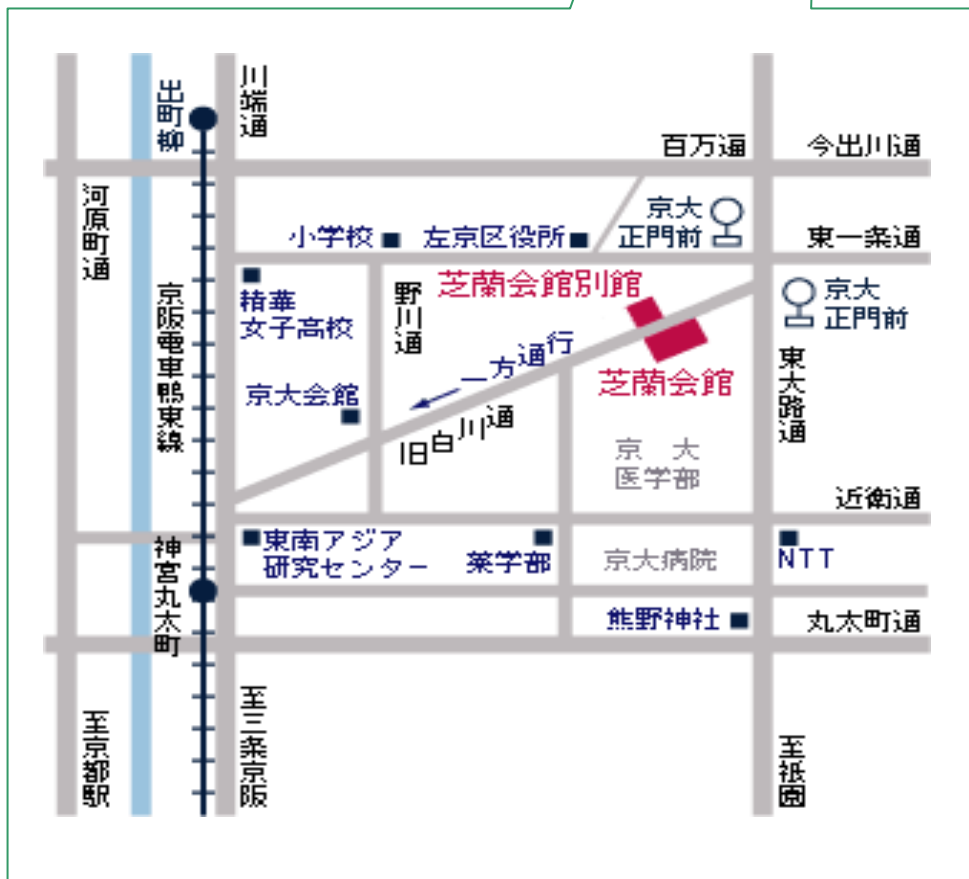 出町柳
川端通
百万遍
今出川通
河原町通
小学校
左京区役所
京大
正門前
東一条通
精華
女子高校
野川通
芝蘭会館別館
京大
正門前
京阪電車鴨東線
一方通行
京大会館
芝蘭会館
東大路通
旧白川通
京大
医学部
近衛通
神宮丸太町
東南アジア
研究センター
薬学部
京大病院
NTT
熊野神社
丸太町通
至京都駅
至三条京阪
至祇園